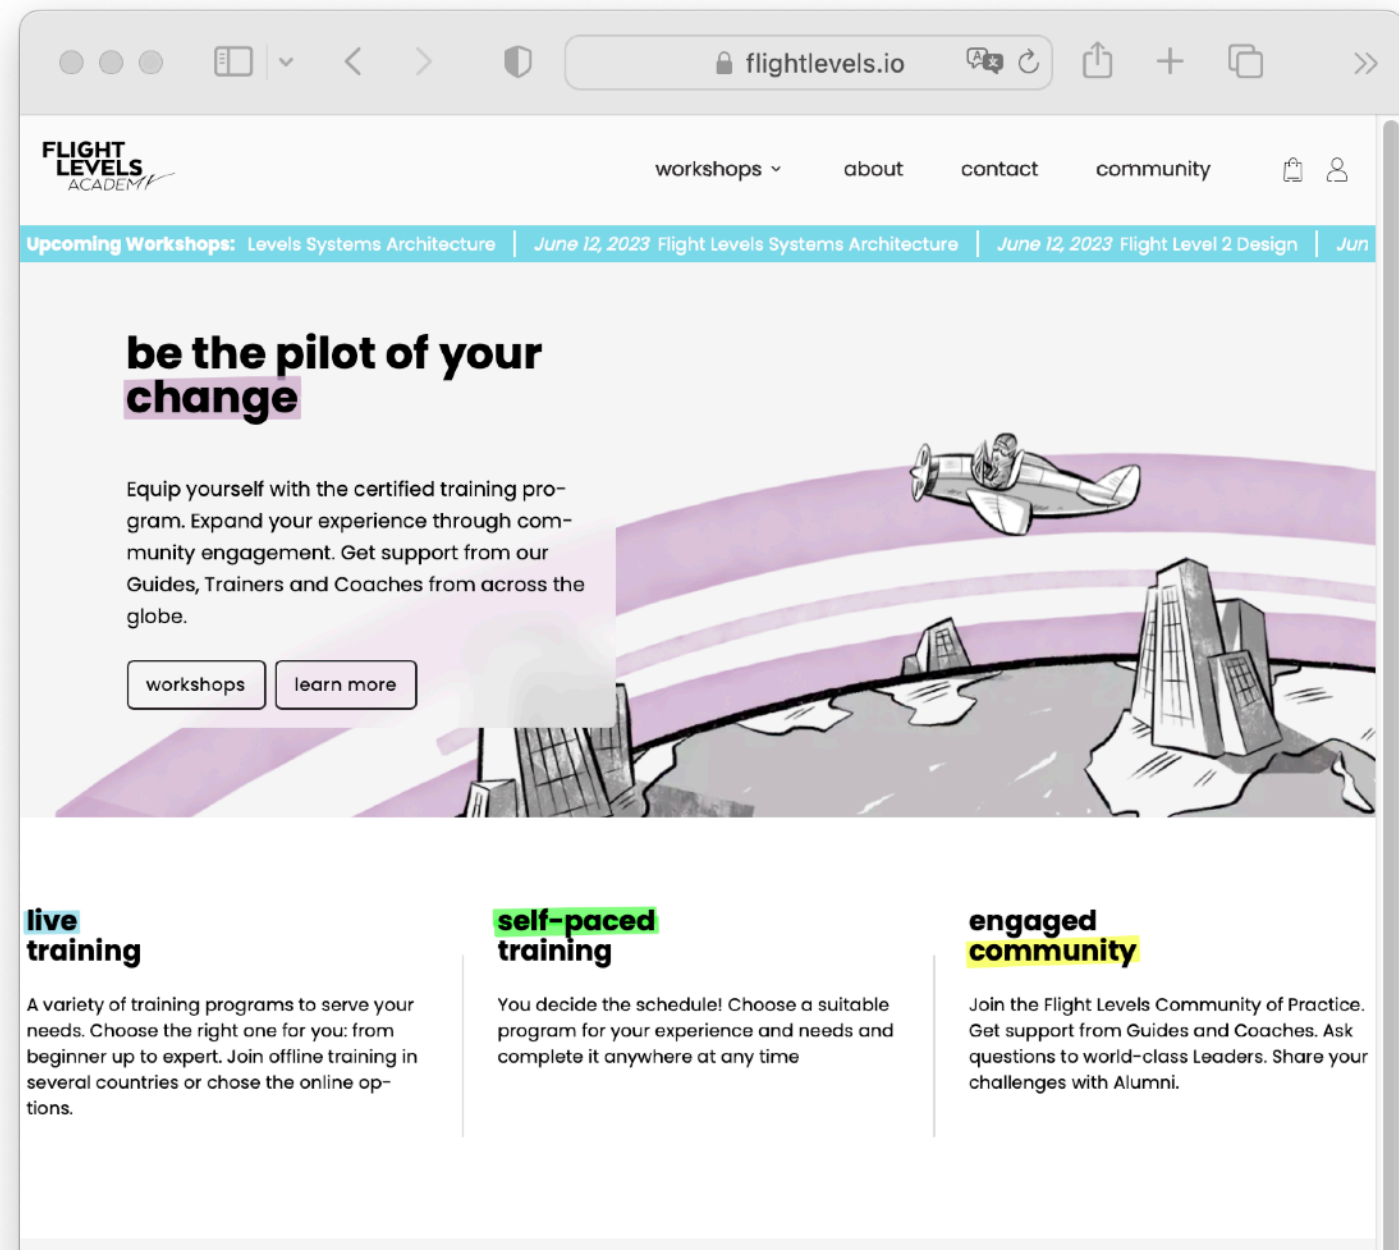 flightlevels.io
FLIGHT
LEVELS
ACADEMY
workshops
about
contact
community
Upcoming Workshops: Levels Systems Architecture | June 12, 2023 Flight Levels Systems Architecture | June 12, 2023 Flight Level 2 Design | Jun
be the pilot of your
change
Equip yourself with the certified training pro-
gram. Expand your experience through com-
munity engagement. Get support from our
Guides, Trainers and Coaches from across the
globe.
workshops
learn more
live
training
A variety of training programs to serve your
needs. Choose the right one for you: from
beginner up to expert. Join offline training in
several countries or chose the online op-
tions.
self-paced
training
You decide the schedule! Choose a suitable
program for your experience and needs and
complete it anywhere at any time
engaged
community
Join the Flight Levels Community of Practice.
Get support from Guides and Coaches. Ask
questions to world-class Leaders. Share your
challenges with Alumni.